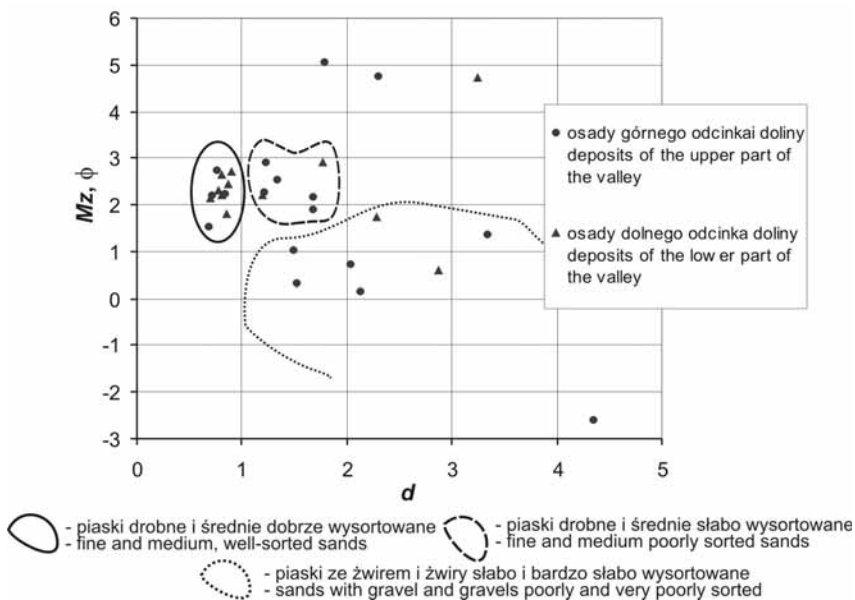 6
5
4
3
2
1
0
-1
-2
-3
Mz, ϕ
0
1
2
3
4
5
d
osady górnego odcinkai doliny
deposits of the upper part of
the valley
osady dolnego odcinka doliny
deposits of the lower part of
the valley
- piaski drobne i średnie dobrze wysortowane
- fine and medium, well-sorted sands
- piaski drobne i średnie słabo wysortowane
- fine and medium poorly sorted sands
- piaski ze żwirem i żwiry słabo i bardzo słabo wysortowane
- sands with gravel and gravels poorly and very poorly sorted